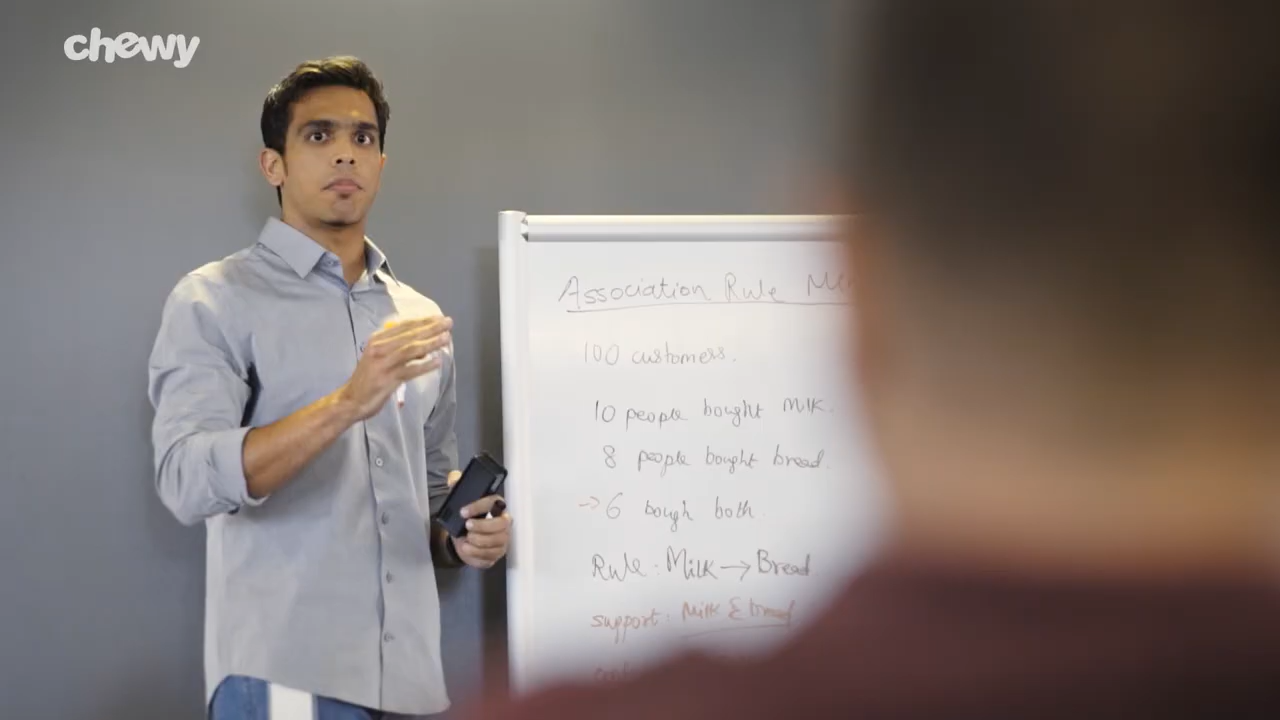 chewy
Association Rule
100 customers.
10 people bought Milk.
8 people bought bread.
→ 6 bough both.
Rule: Milk → Bread
support: Milk & bread